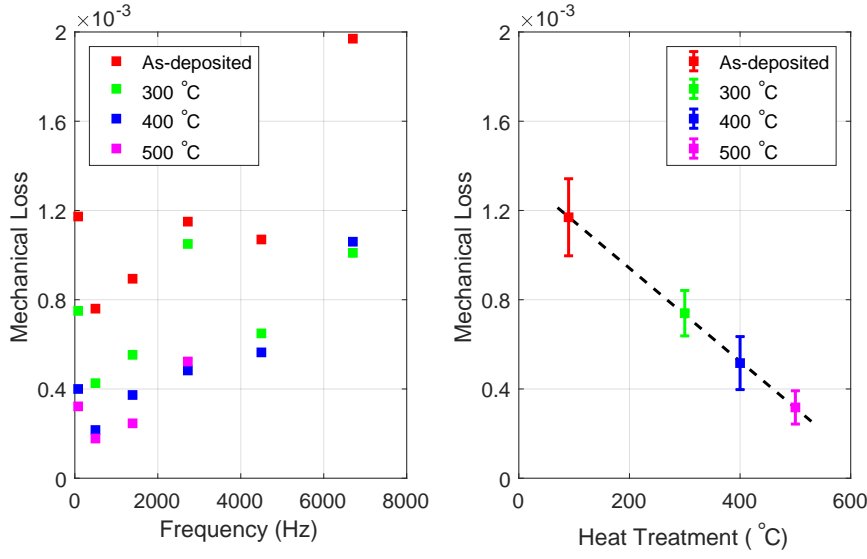 ×10⁻³
2
1.6
1.2
0.8
0.4
0
Mechanical Loss
As-deposited
300 °C
400 °C
500 °C
0 2000 4000 6000 8000
Frequency (Hz)
×10⁻³
2
1.6
1.2
0.8
0.4
0
Mechanical Loss
As-deposited
300 °C
400 °C
500 °C
0 200 400 600
Heat Treatment ( °C)